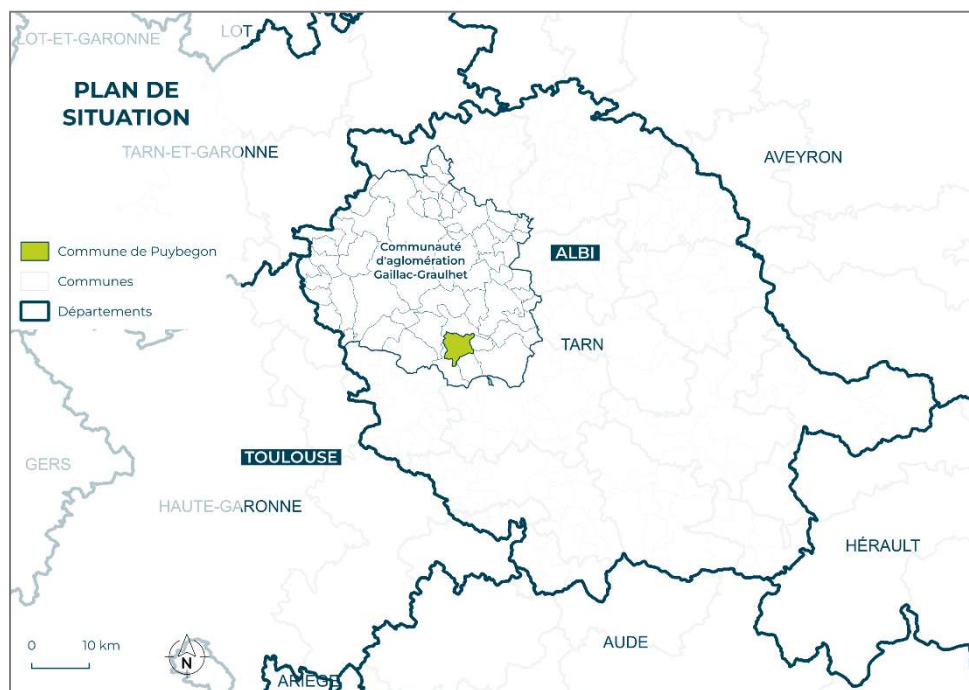 LOT-ET-GARONNE
LOT
PLAN DE
SITUATION
TARN-ET-GARONNE
AVEYRON
Commune de Puybegon
Communes
Départements
Communauté
d'aglomération
Gaillac-Graulhet
ALBI
TARN
TOULOUSE
GERS
HAUTE-GARONNE
HÉRAULT
AUDE
0 10 km
N
ARIÈGE